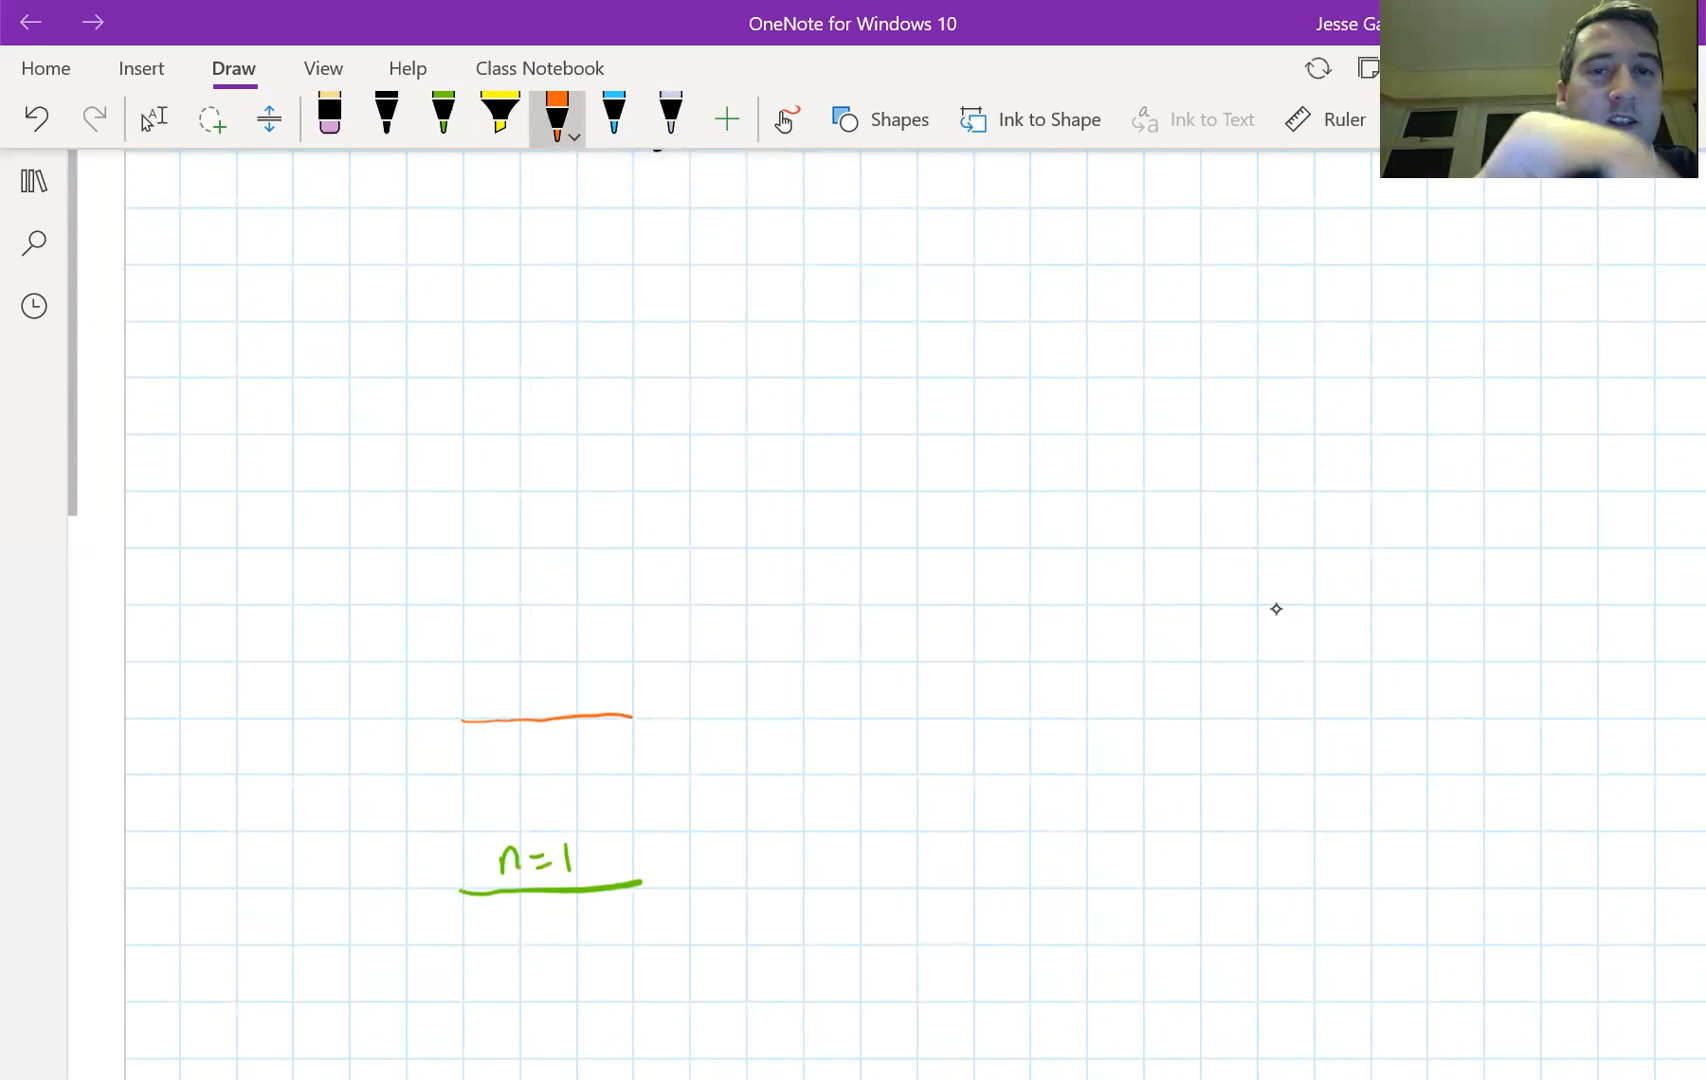 OneNote for Windows 10
Jesse Ga
Home Insert Draw View Help Class Notebook
Shapes Ink to Shape Ink to Text Ruler
n = 1